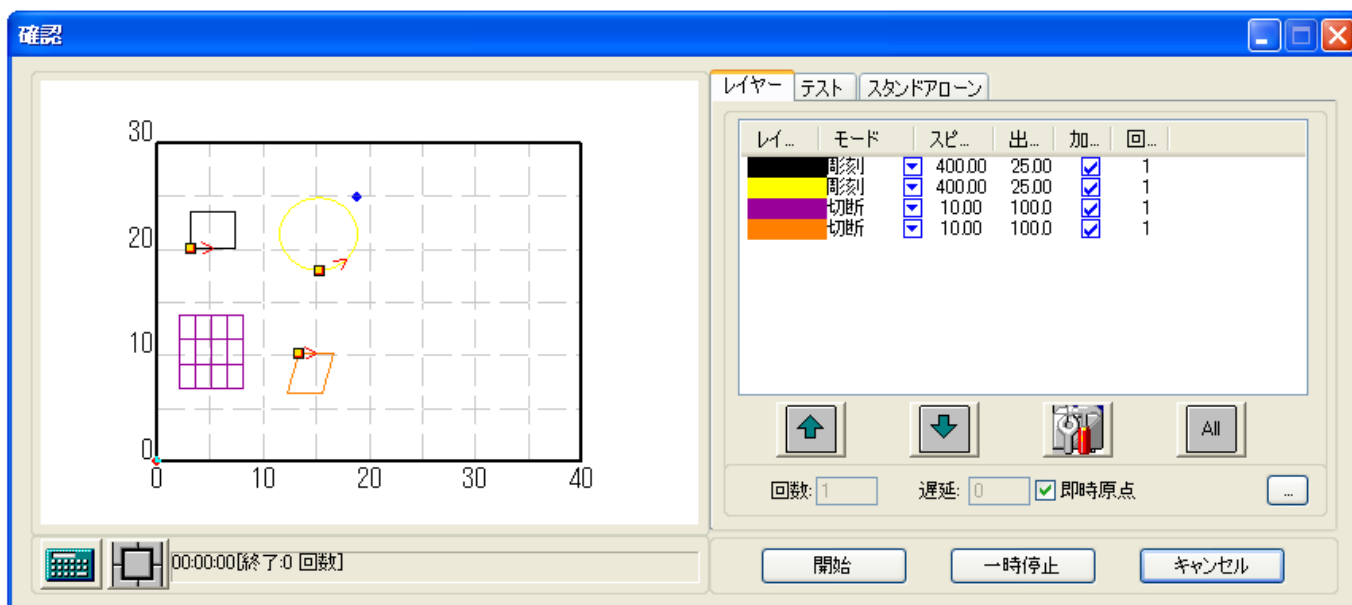 確認
レイヤー テスト スタンドアローン
30
20
10
0
0 10 20 30 40
レイ... モード スピ... 出... 加... 回...
彫刻 400.00 25.00 1
彫刻 400.00 25.00 1
切断 10.00 100.0 1
切断 10.00 100.0 1
All
回数: 1 遅延: 0 即時原点 ...
00:00:00[終了:0 回数]
開始 一時停止 キャンセル